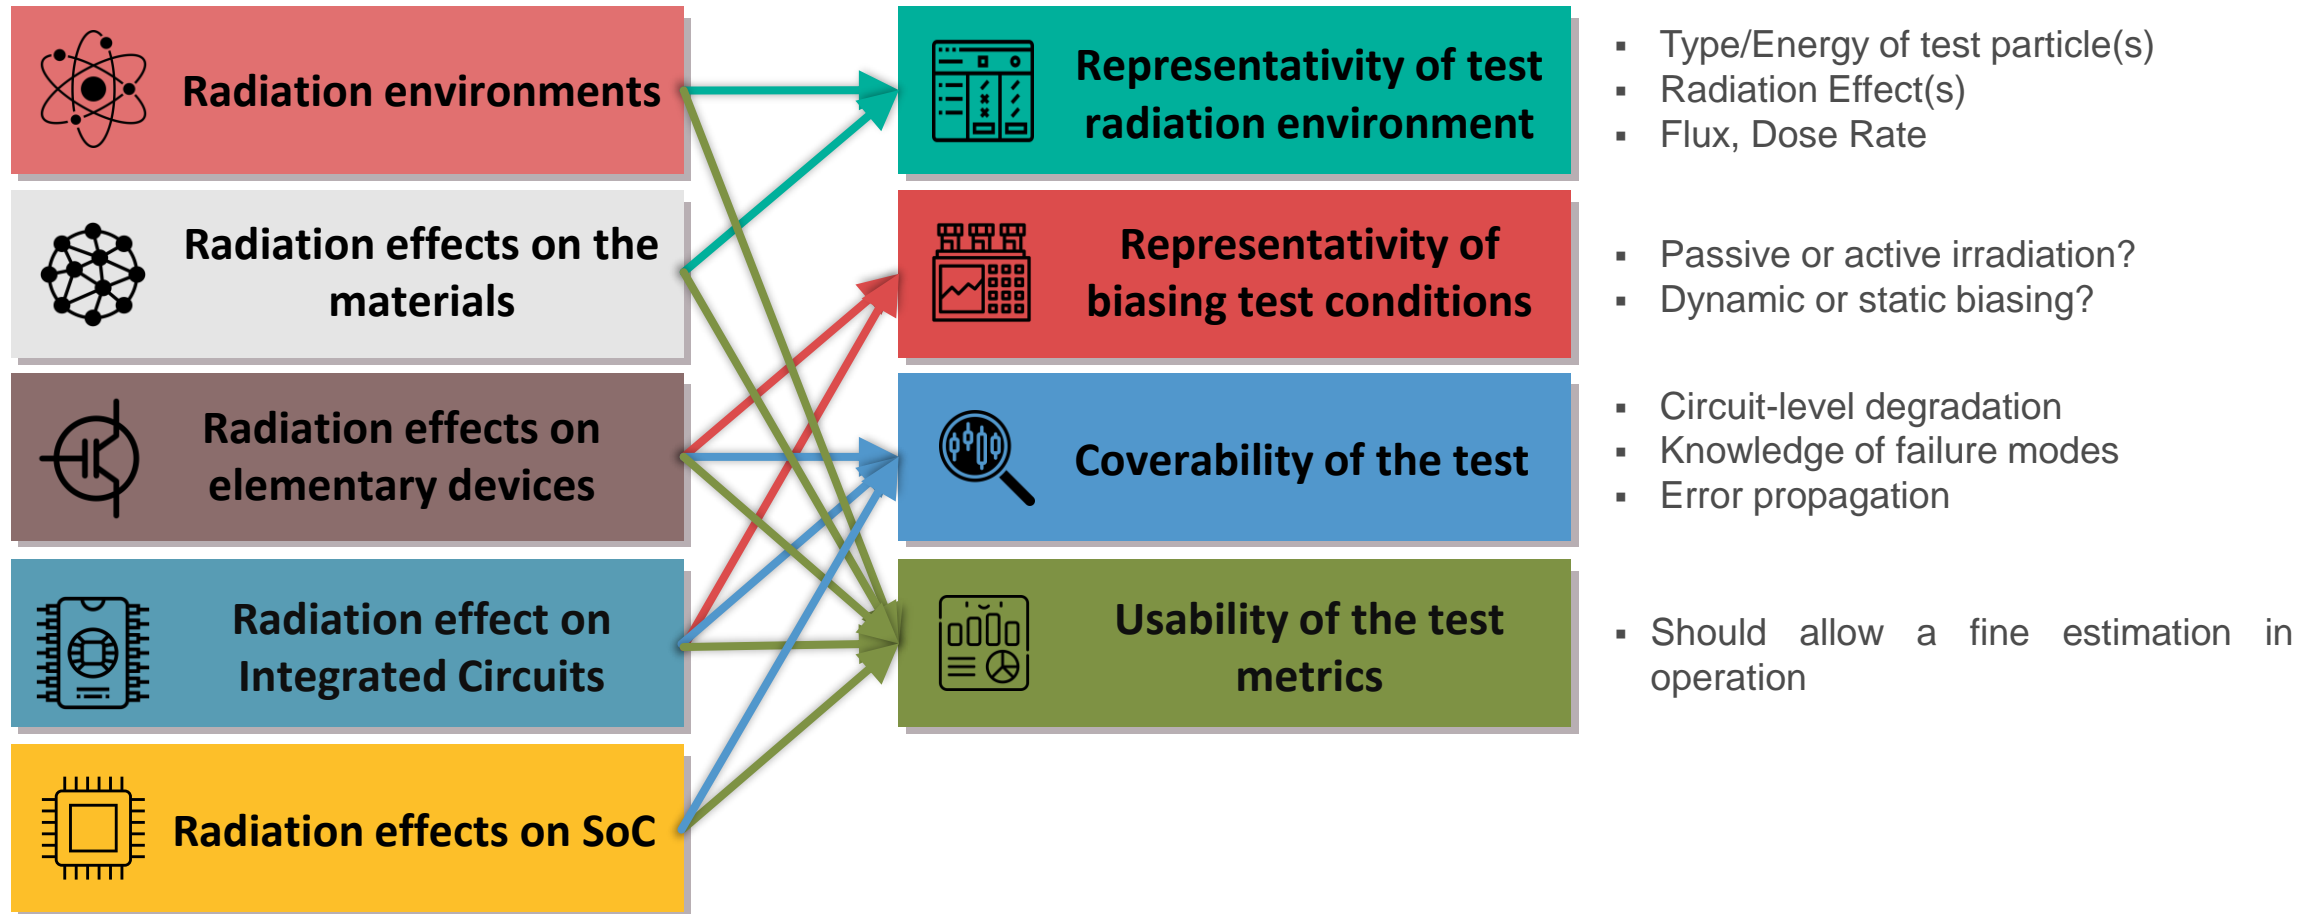 Radiation environments
Radiation effects on the
materials
Radiation effects on
elementary devices
Radiation effect on
Integrated Circuits
Radiation effects on SoC
Representativity of test
radiation environment
Representativity of
biasing test conditions
Coverability of the test
Usability of the test
metrics
▪ Type/Energy of test particle(s)
▪ Radiation Effect(s)
▪ Flux, Dose Rate
▪ Passive or active irradiation?
▪ Dynamic or static biasing?
▪ Circuit-level degradation
▪ Knowledge of failure modes
▪ Error propagation
▪ Should allow a fine estimation in
operation